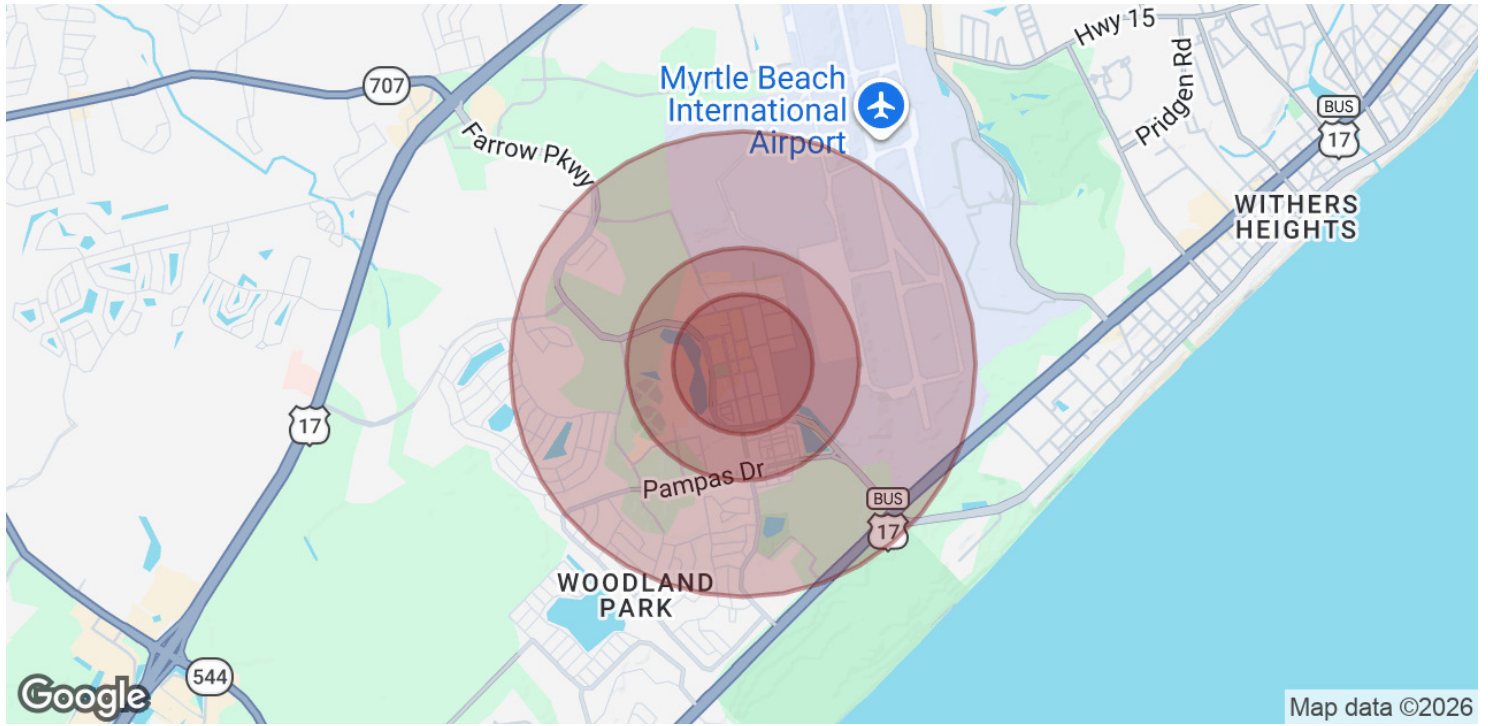 Hwy 15
Pridgen Rd
707
Myrtle Beach
International
Airport
Farrow Pkwy
BUS
17
WITHERS
HEIGHTS
17
Pampas Dr
BUS
17
WOODLAND
PARK
544
Google
Map data ©2026